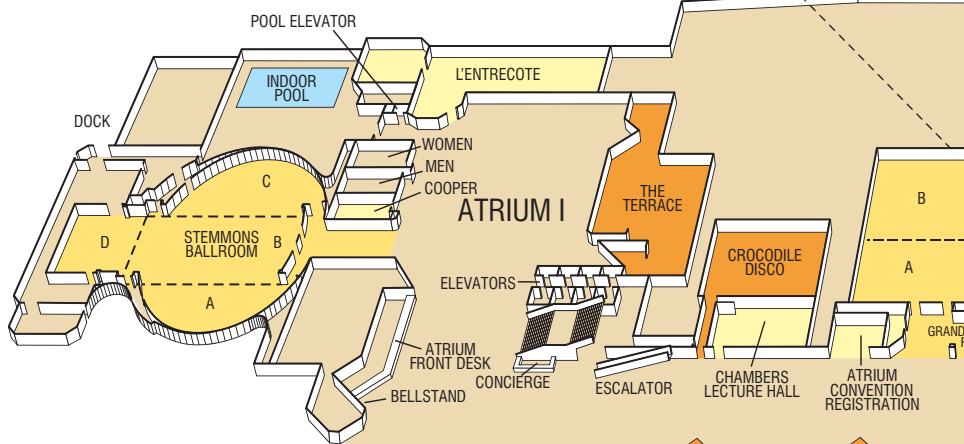 POOL ELEVATOR
L'ENTRECOTE
INDOOR
POOL
DOCK
WOMEN
MEN
COOPER
C
ATRIUM I
THE
TERRACE
B
D
STEMMONS
BALLROOM
B
CROCODILE
DISCO
A
ELEVATORS
A
ATRIUM
FRONT DESK
GRAND
CONCIERGE
ESCALATOR
CHAMBERS
LECTURE HALL
ATRIUM
CONVENTION
REGISTRATION
BELLSTAND